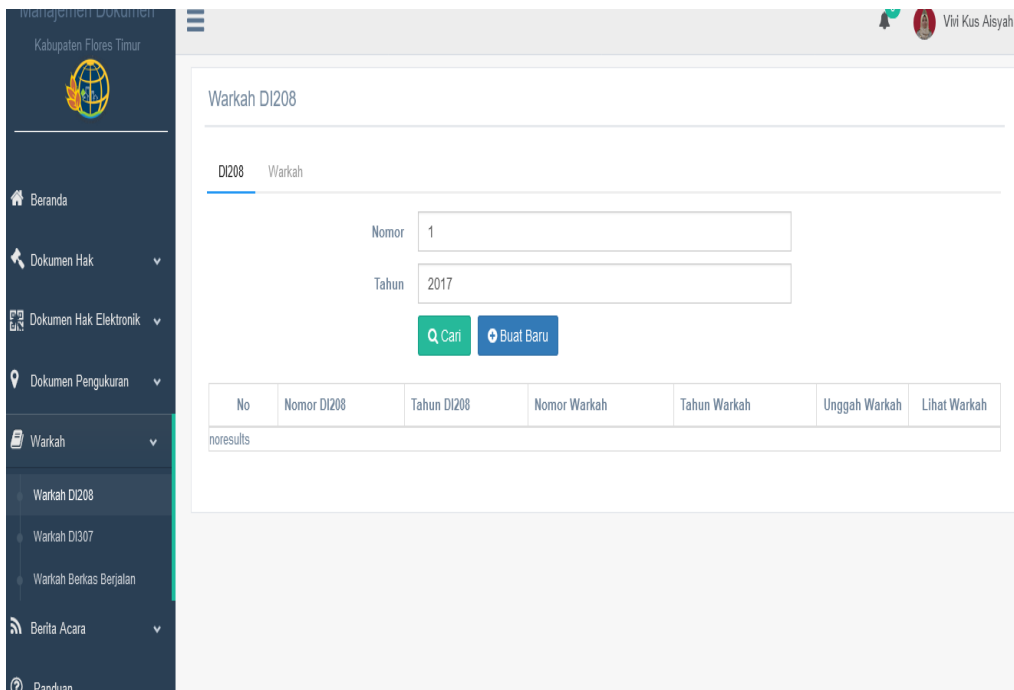 Manajemen Dokumen
Kabupaten Flores Timur
Vivi Kus Aisyah
Beranda
Dokumen Hak
Dokumen Hak Elektronik
Dokumen Pengukuran
Warkah
Warkah DI208
Warkah DI307
Warkah Berkas Berjalan
Berita Acara
Panduan
Warkah DI208
DI208 Warkah
Nomor 1
Tahun 2017
Cari Buat Baru
No Nomor DI208 Tahun DI208 Nomor Warkah Tahun Warkah Unggah Warkah Lihat Warkah
noresults